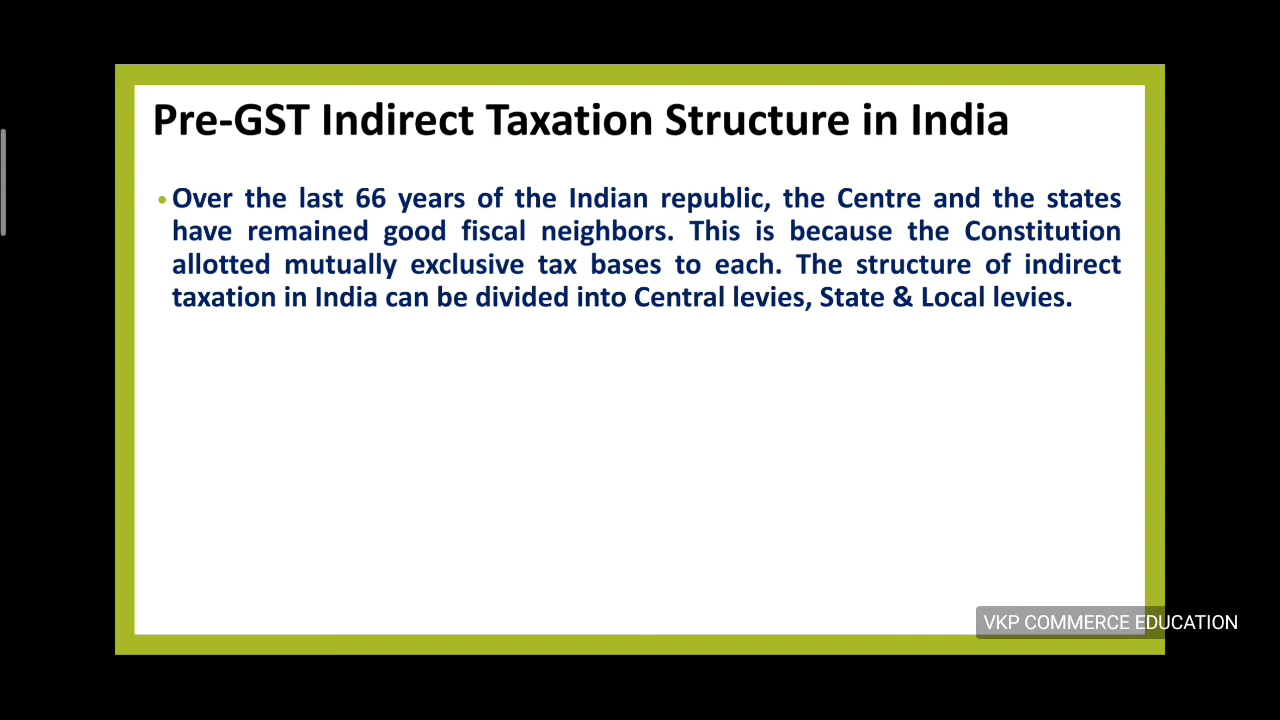 Pre-GST Indirect Taxation Structure in India
• Over the last 66 years of the Indian republic, the Centre and the states
have remained good fiscal neighbors. This is because the Constitution
allotted mutually exclusive tax bases to each. The structure of indirect
taxation in India can be divided into Central levies, State & Local levies.
VKP COMMERCE EDUCATION